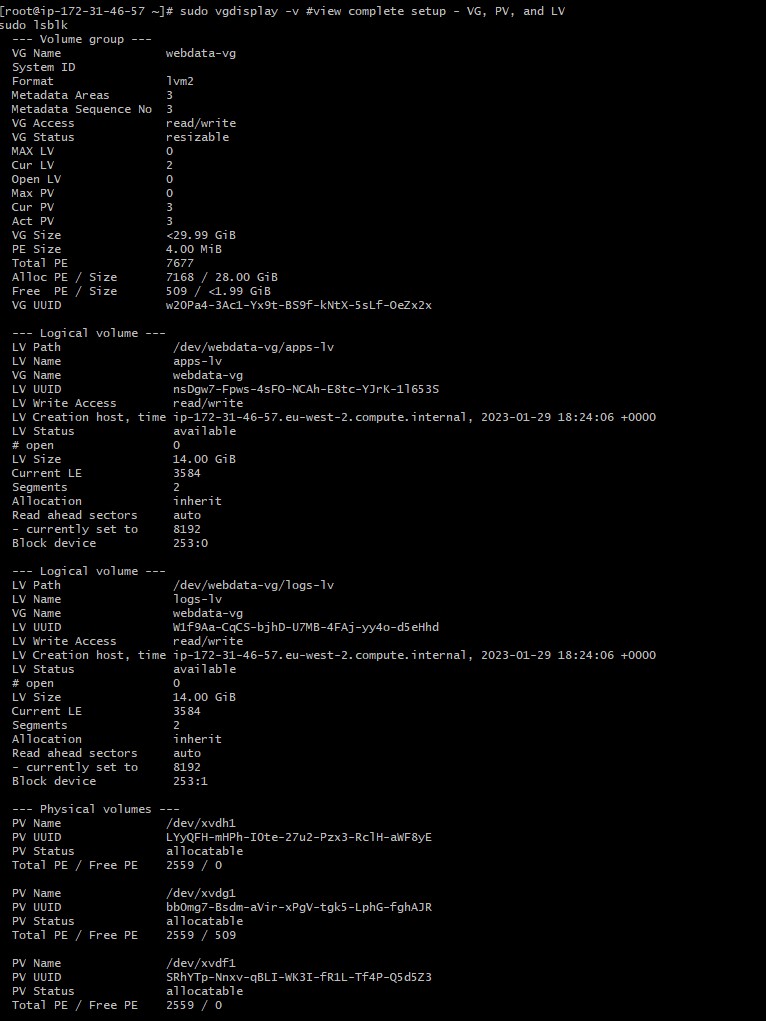 [root@ip-172-31-46-57 ~]# sudo vgdisplay -v #view complete setup - VG, PV, and LV
sudo lsblk
  --- Volume group ---
  VG Name               webdata-vg
  System ID
  Format                lvm2
  Metadata Areas        3
  Metadata Sequence No  3
  VG Access             read/write
  VG Status             resizable
  MAX LV                0
  Cur LV                2
  Open LV               0
  Max PV                0
  Cur PV                3
  Act PV                3
  VG Size               <29.99 GiB
  PE Size               4.00 MiB
  Total PE              7677
  Alloc PE / Size       7168 / 28.00 GiB
  Free  PE / Size       509 / <1.99 GiB
  VG UUID               w2OPa4-3Ac1-Yx9t-BS9f-kNtX-5sLf-OeZx2x

  --- Logical volume ---
  LV Path                /dev/webdata-vg/apps-lv
  LV Name                apps-lv
  VG Name                webdata-vg
  LV UUID                nsDgw7-Fpws-4sFO-NCAh-E8tc-YJrK-1l653S
  LV Write Access        read/write
  LV Creation host, time ip-172-31-46-57.eu-west-2.compute.internal, 2023-01-29 18:24:06 +0000
  LV Status              available
  # open                 0
  LV Size                14.00 GiB
  Current LE             3584
  Segments               2
  Allocation             inherit
  Read ahead sectors     auto
  - currently set to     8192
  Block device           253:0

  --- Logical volume ---
  LV Path                /dev/webdata-vg/logs-lv
  LV Name                logs-lv
  VG Name                webdata-vg
  LV UUID                W1f9Aa-CqCS-bjhD-U7MB-4FAj-yy4o-d5eHhd
  LV Write Access        read/write
  LV Creation host, time ip-172-31-46-57.eu-west-2.compute.internal, 2023-01-29 18:24:06 +0000
  LV Status              available
  # open                 0
  LV Size                14.00 GiB
  Current LE             3584
  Segments               2
  Allocation             inherit
  Read ahead sectors     auto
  - currently set to     8192
  Block device           253:1

  --- Physical volumes ---
  PV Name               /dev/xvdh1
  PV UUID               LYyQFH-mHPh-IOte-27u2-Pzx3-RclH-aWF8yE
  PV Status             allocatable
  Total PE / Free PE    2559 / 0

  PV Name               /dev/xvdg1
  PV UUID               bbOmg7-Bsdm-aVir-xPgV-tgk5-LphG-fghAJR
  PV Status             allocatable
  Total PE / Free PE    2559 / 509

  PV Name               /dev/xvdf1
  PV UUID               SRhYTp-Nnxv-qBLI-WK3I-fR1L-Tf4P-Q5d5Z3
  PV Status             allocatable
  Total PE / Free PE    2559 / 0